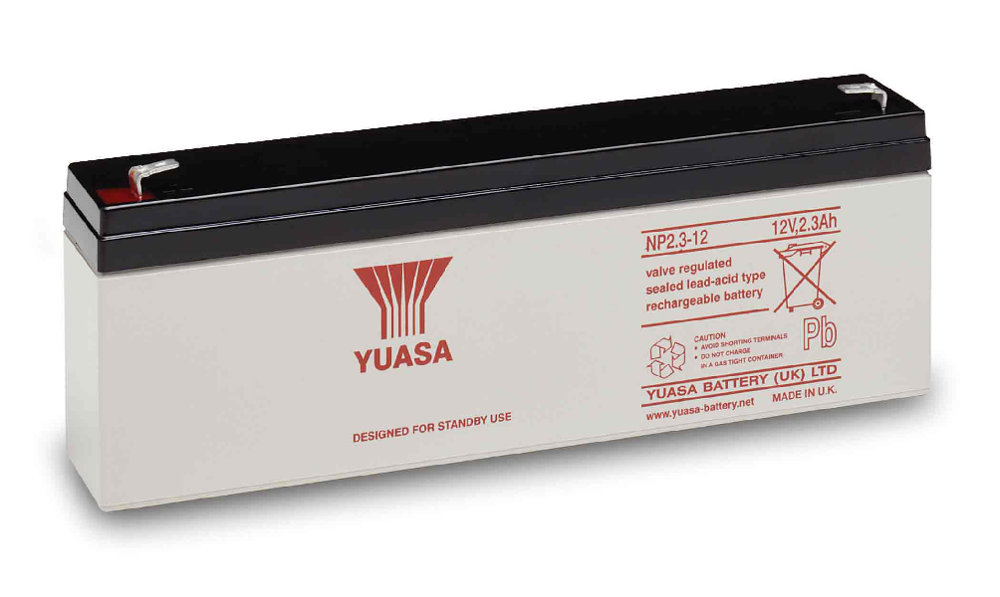 YUASA
DESIGNED FOR STANDBY USE
NP2.3-12 12V,2.3Ah
valve regulated
sealed lead-acid type
rechargeable battery
Pb
CAUTION
• AVOID SHORTING TERMINALS
• DO NOT CHARGE
IN A GAS TIGHT CONTAINER
YUASA BATTERY (UK) LTD
www.yuasa-battery.net MADE IN U.K.